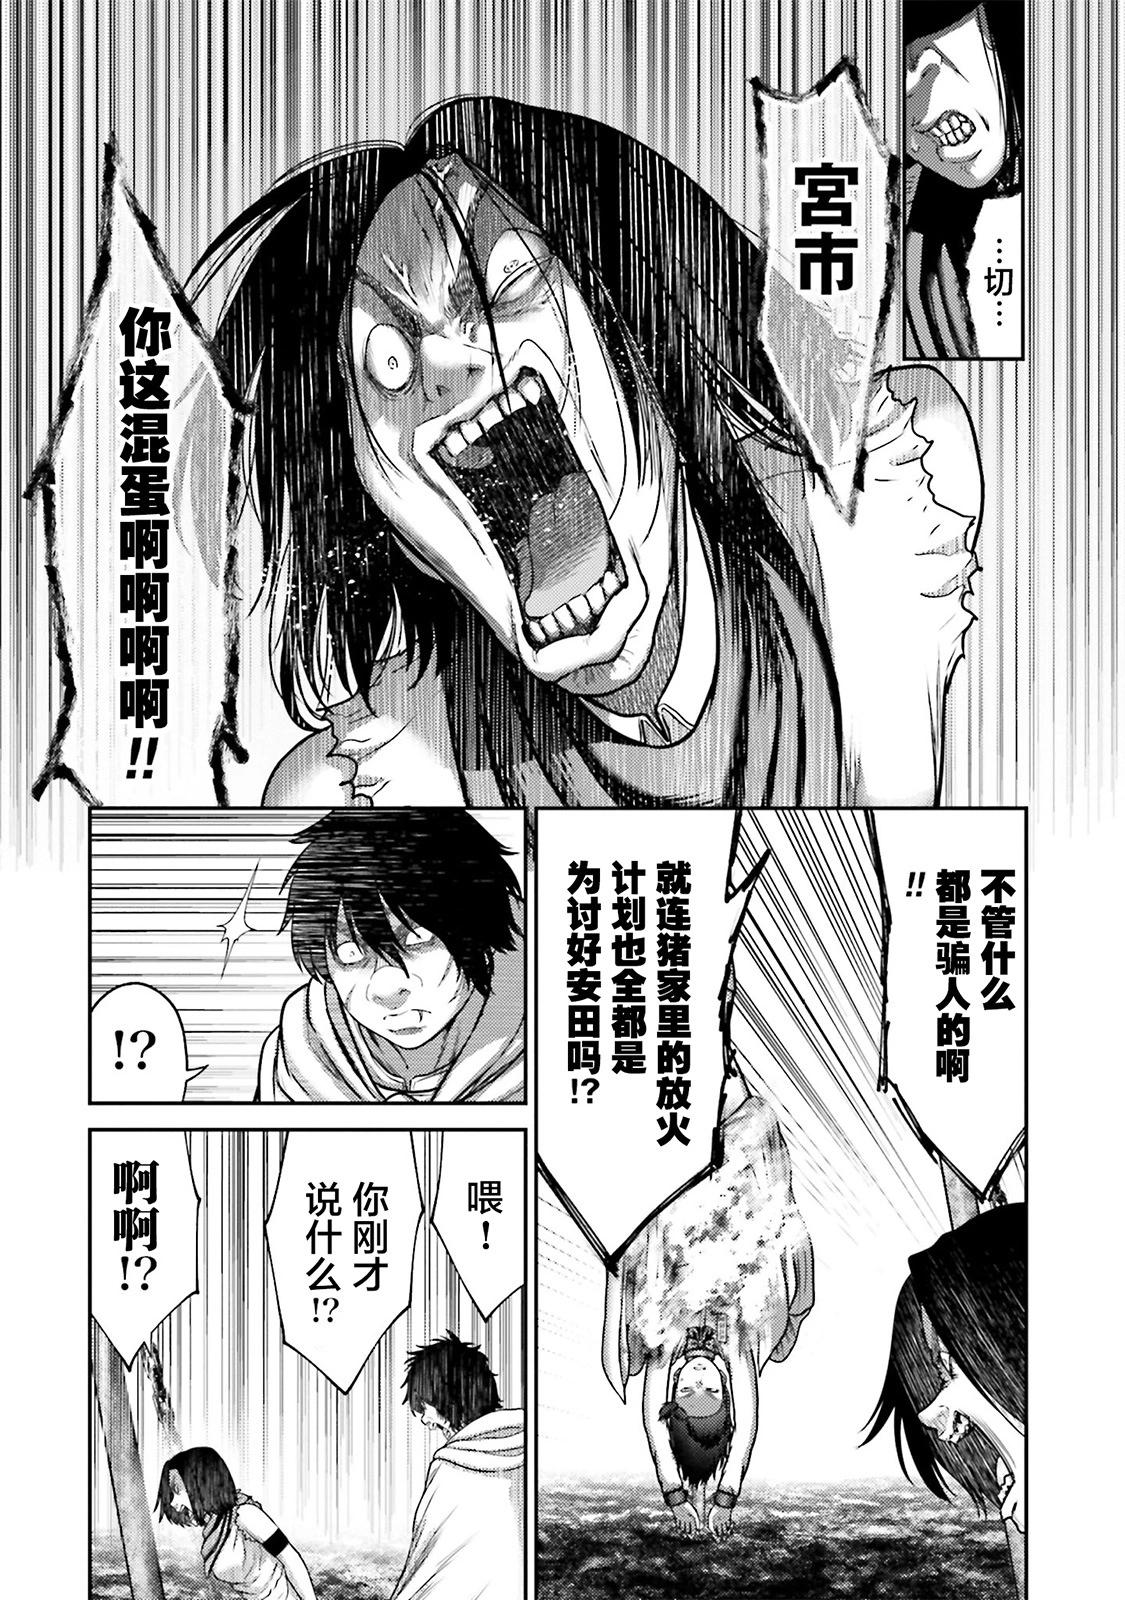 …切…
宮市
你这混蛋啊啊啊啊!!
不管什么
都是骗人的啊
!!
就连猪家里的放火
计划也全都是
为讨好安田吗!?
!?
喂！
你刚才
说什么!?
啊啊!?